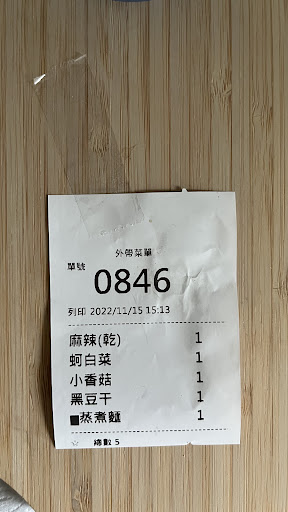 外帶菜單
單號
0846
列印 2022/11/15 15:13
麻辣(乾) 1
蚵白菜 1
小香菇 1
黑豆干 1
■蒸煮麵 1
☆ 總數 5